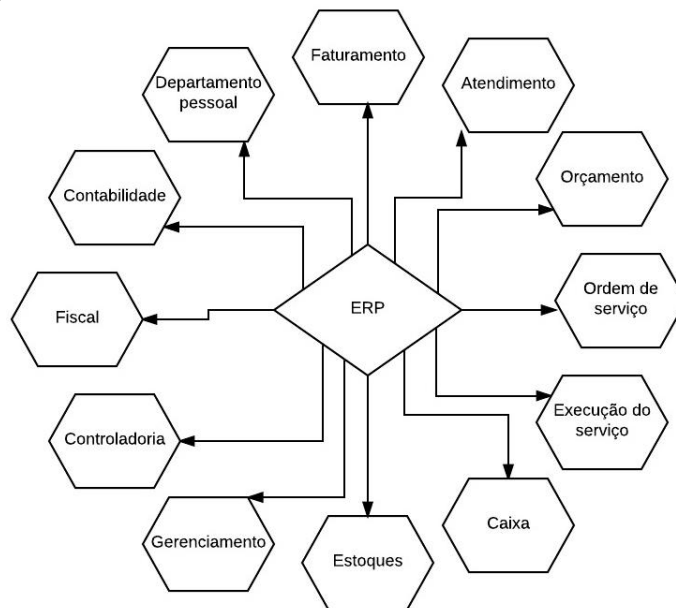 Faturamento
Departamento
pessoal
Atendimento
Contabilidade
Orçamento
Fiscal
ERP
Ordem de
serviço
Controladoria
Execução do
serviço
Gerenciamento
Estoques
Caixa